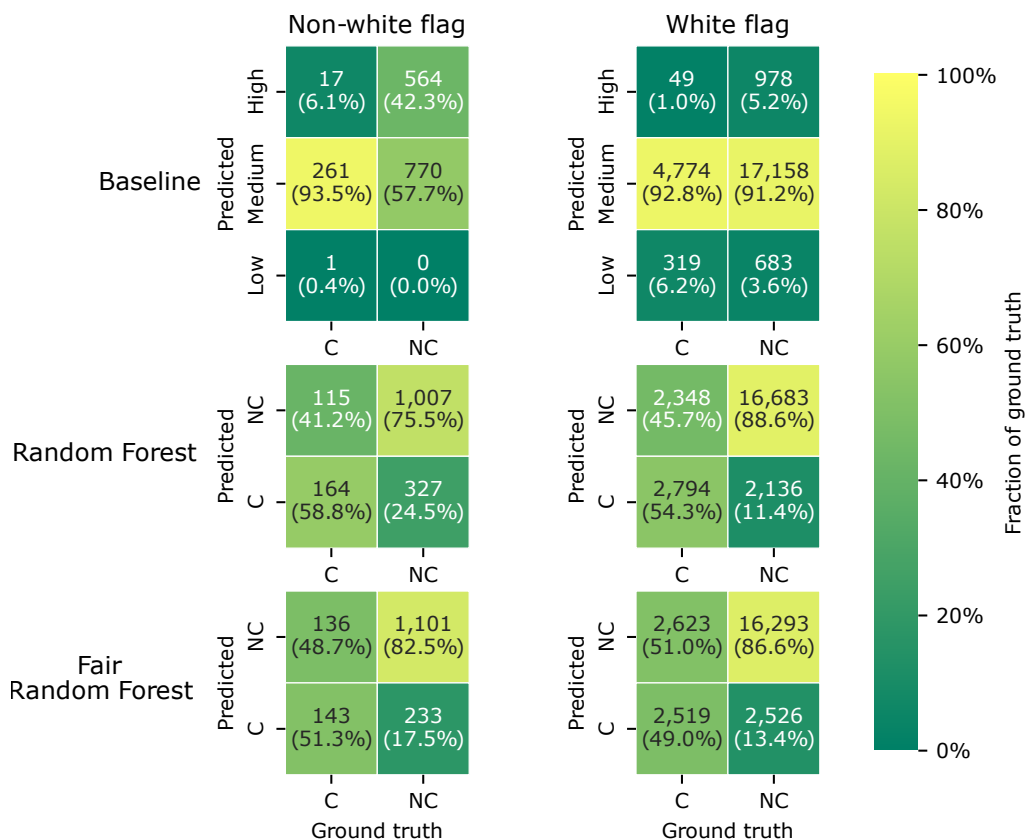 Non-white flag
White flag
Baseline
Predicted
High
Medium
Low
17
(6.1%)
564
(42.3%)
261
(93.5%)
770
(57.7%)
1
(0.4%)
0
(0.0%)
C
NC
Predicted
High
Medium
Low
49
(1.0%)
978
(5.2%)
4,774
(92.8%)
17,158
(91.2%)
319
(6.2%)
683
(3.6%)
C
NC
Random Forest
Predicted
NC
C
115
(41.2%)
1,007
(75.5%)
164
(58.8%)
327
(24.5%)
C
NC
Predicted
NC
C
2,348
(45.7%)
16,683
(88.6%)
2,794
(54.3%)
2,136
(11.4%)
C
NC
Fair
Random Forest
Predicted
NC
C
136
(48.7%)
1,101
(82.5%)
143
(51.3%)
233
(17.5%)
C
NC
Ground truth
Predicted
NC
C
2,623
(51.0%)
16,293
(86.6%)
2,519
(49.0%)
2,526
(13.4%)
C
NC
Ground truth
100%
80%
60%
40%
20%
0%
Fraction of ground truth